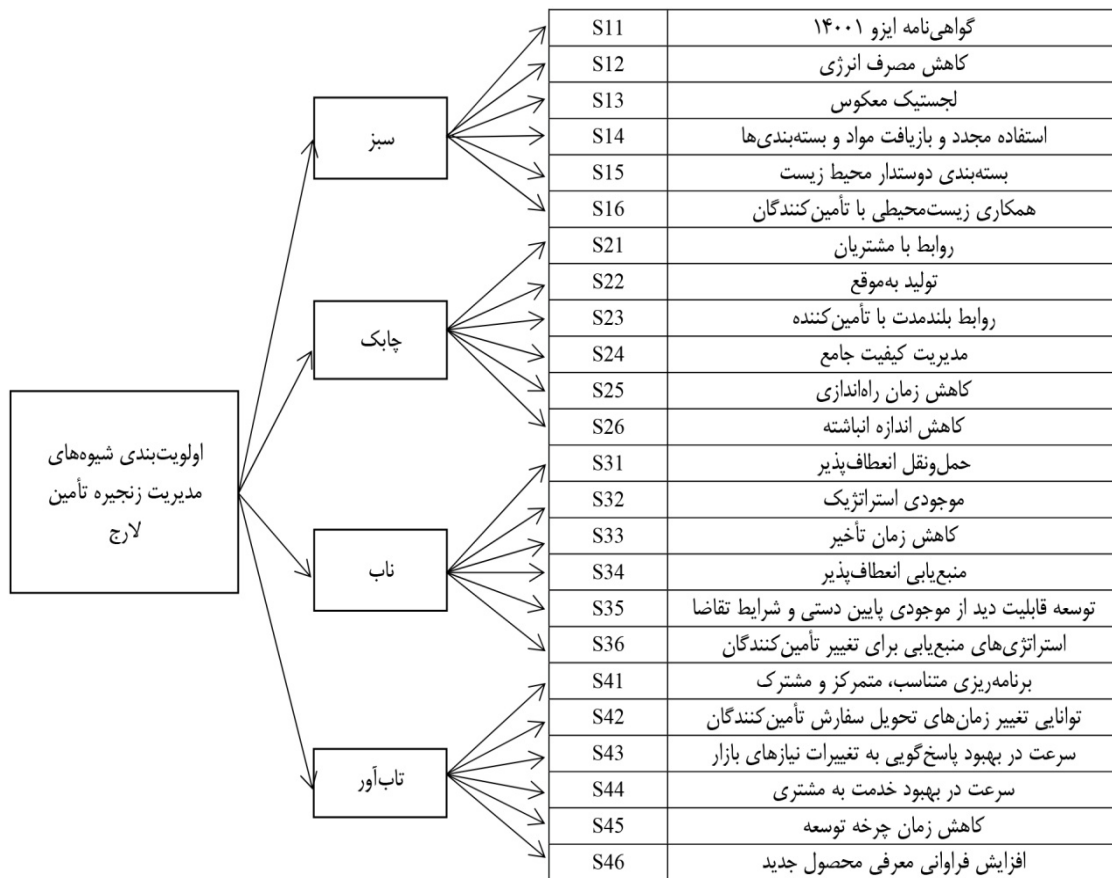 اولویت‌بندی شیوه‌های
مدیریت زنجیره تأمین
لارج
سبز
چابک
ناب
تاب‌آور
S11 گواهی‌نامه ایزو ۱۴۰۰۱
S12 کاهش مصرف انرژی
S13 لجستیک معکوس
S14 استفاده مجدد و بازیافت مواد و بسته‌بندی‌ها
S15 بسته‌بندی دوستدار محیط زیست
S16 همکاری زیست‌محیطی با تأمین‌کنندگان
S21 روابط با مشتریان
S22 تولید به‌موقع
S23 روابط بلندمدت با تأمین‌کننده
S24 مدیریت کیفیت جامع
S25 کاهش زمان راه‌اندازی
S26 کاهش اندازه انباشته
S31 حمل‌ونقل انعطاف‌پذیر
S32 موجودی استراتژیک
S33 کاهش زمان تأخیر
S34 منبع‌یابی انعطاف‌پذیر
S35 توسعه قابلیت دید از موجودی پایین دستی و شرایط تقاضا
S36 استراتژی‌های منبع‌یابی برای تغییر تأمین‌کنندگان
S41 برنامه‌ریزی متناسب، متمرکز و مشترک
S42 توانایی تغییر زمان‌های تحویل سفارش تأمین‌کنندگان
S43 سرعت در بهبود پاسخ‌گویی به تغییرات نیازهای بازار
S44 سرعت در بهبود خدمت به مشتری
S45 کاهش زمان چرخه توسعه
S46 افزایش فراوانی معرفی محصول جدید